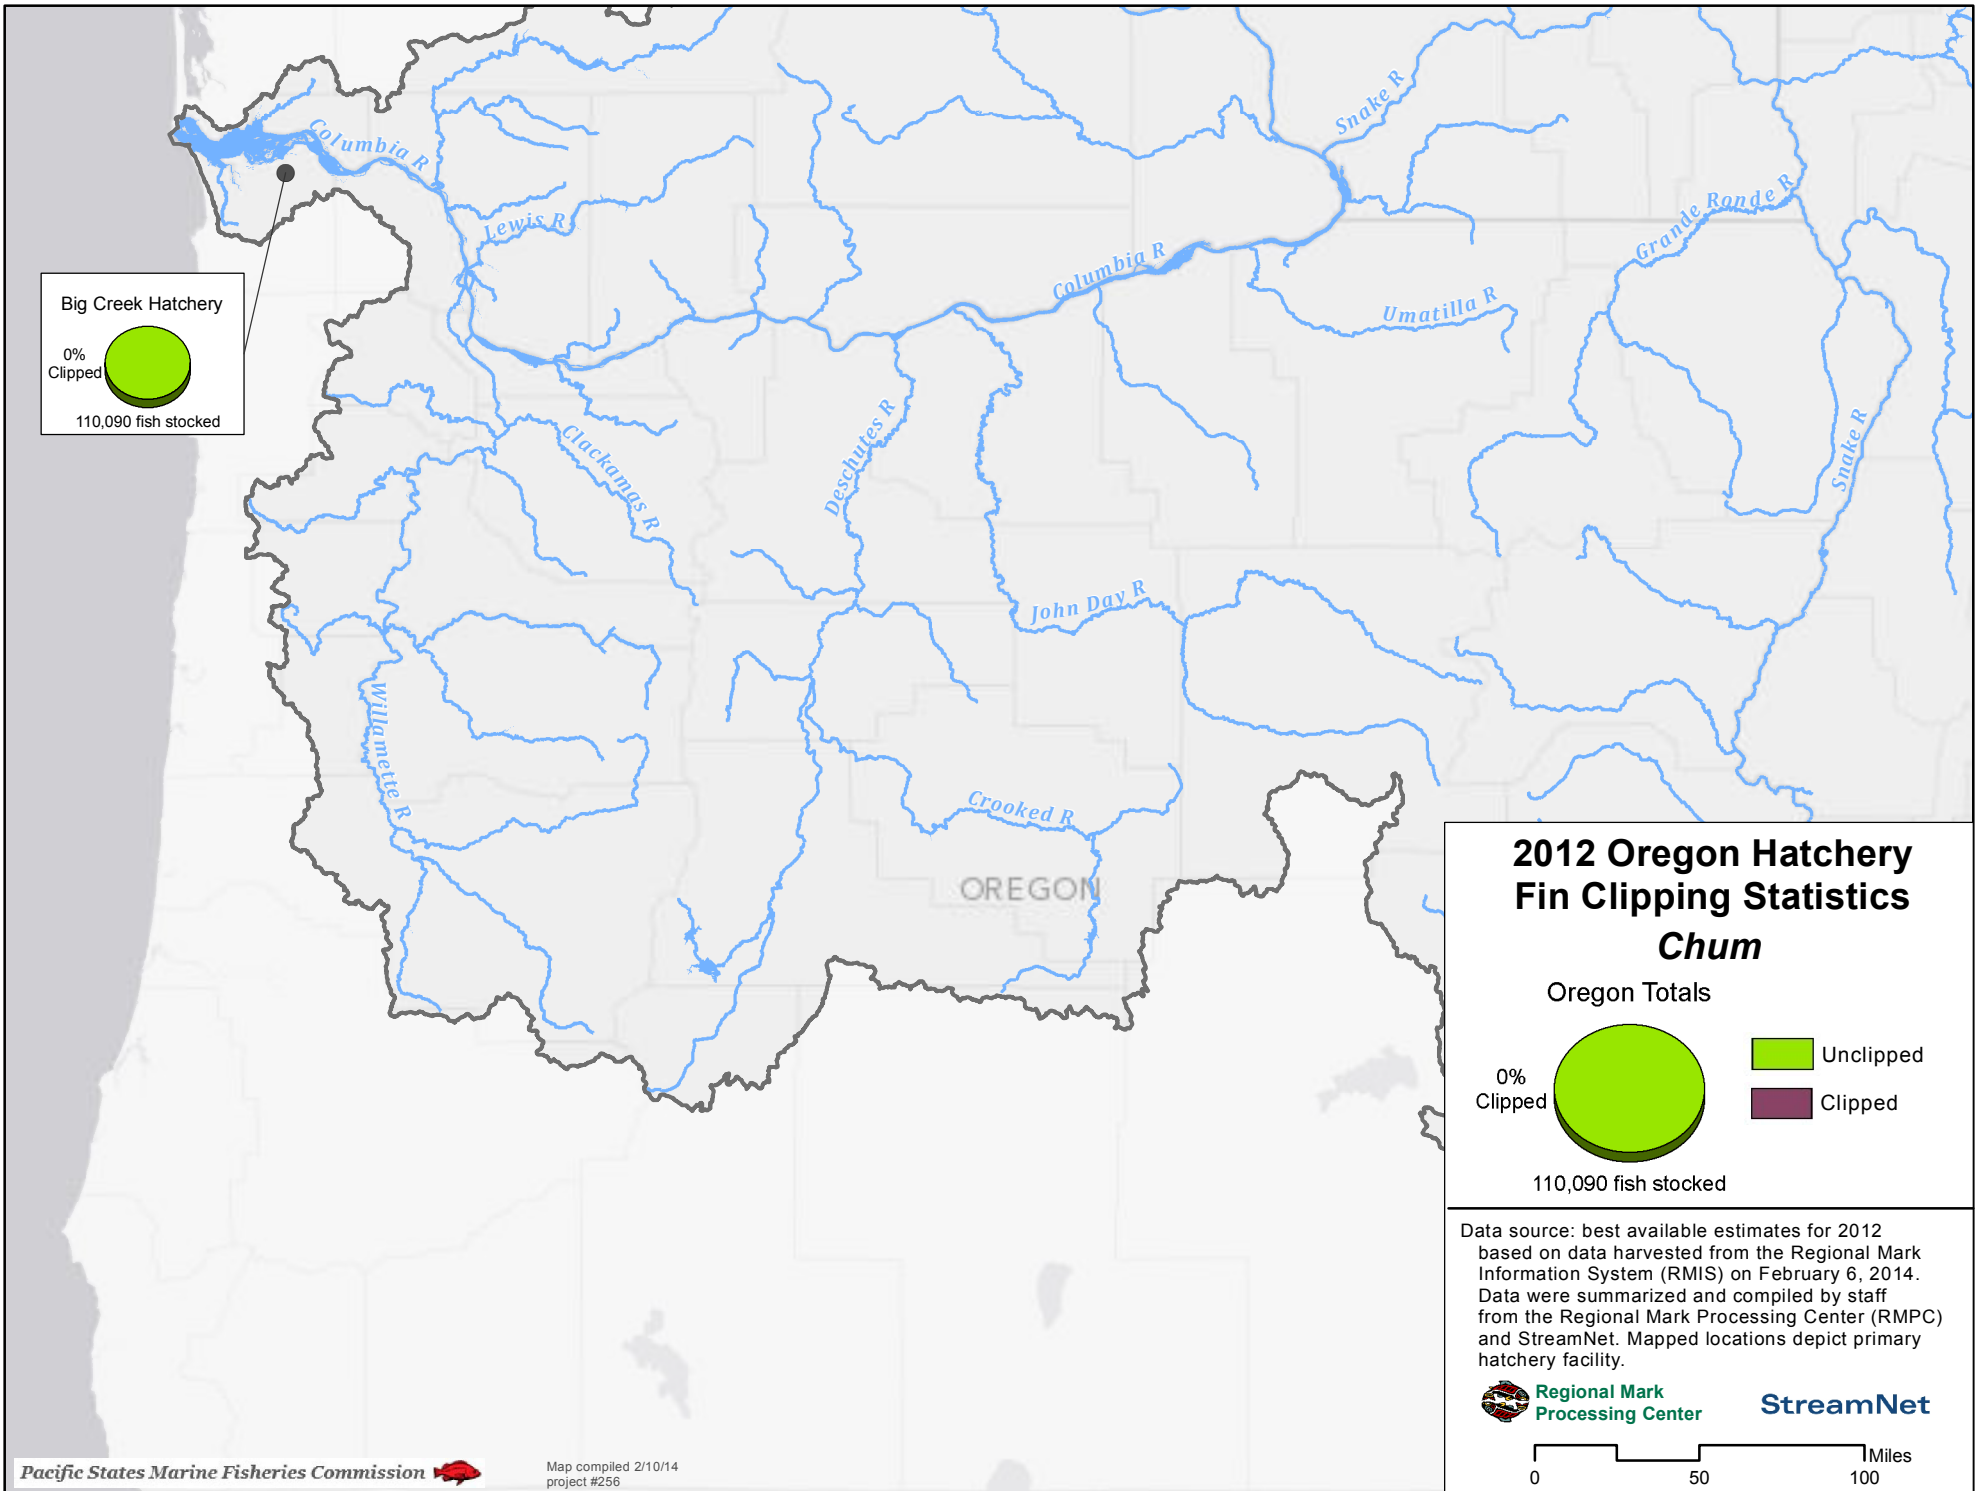 Columbia R
Snake R
Lewis R
Grande Ronde R
Columbia R
Umatilla R
Big Creek Hatchery
0%
Clipped
110,090 fish stocked
Clackamas R
Deschutes R
Snake R
John Day R
Willamette R
Crooked R
OREGON
2012 Oregon Hatchery
Fin Clipping Statistics
Chum
Oregon Totals
0%
Clipped
Unclipped
Clipped
110,090 fish stocked
Data source: best available estimates for 2012
based on data harvested from the Regional Mark
Information System (RMIS) on February 6, 2014.
Data were summarized and compiled by staff
from the Regional Mark Processing Center (RMPC)
and StreamNet. Mapped locations depict primary
hatchery facility.
Regional Mark
Processing Center
StreamNet
Miles
0 50 100
Pacific States Marine Fisheries Commission
Map compiled 2/10/14
project #256